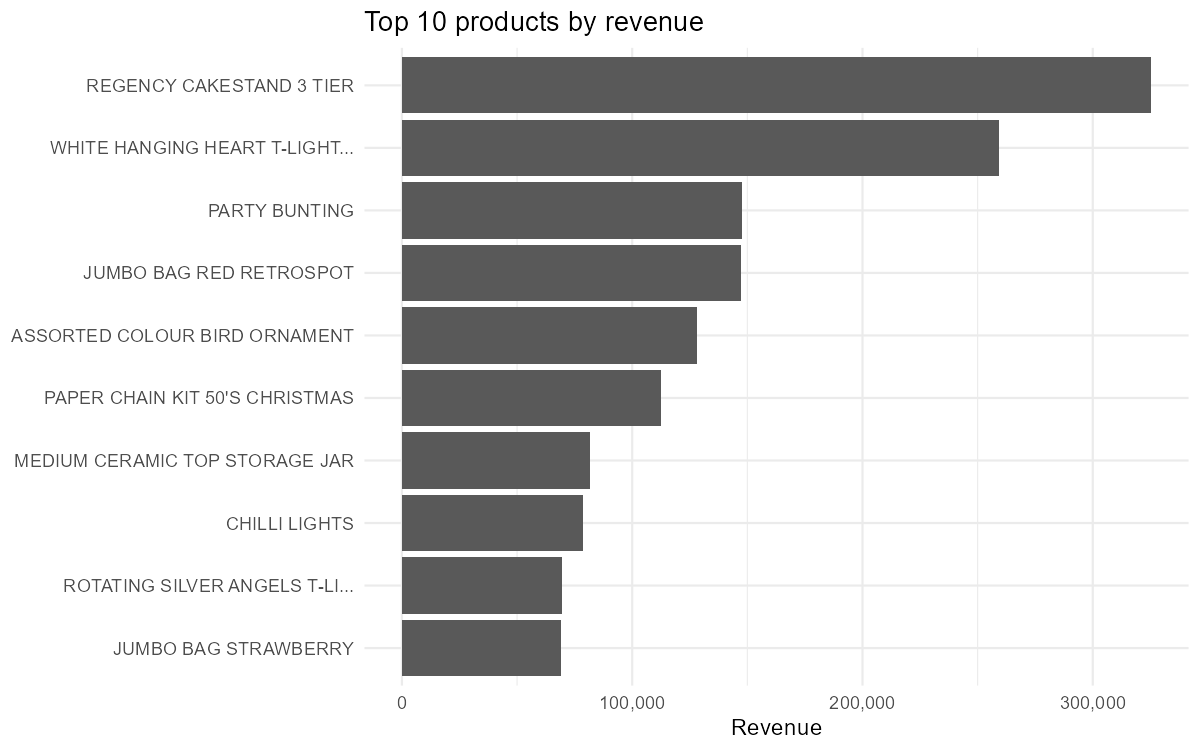 Top 10 products by revenue
REGENCY CAKESTAND 3 TIER
WHITE HANGING HEART T-LIGHT...
PARTY BUNTING
JUMBO BAG RED RETROSPOT
ASSORTED COLOUR BIRD ORNAMENT
PAPER CHAIN KIT 50'S CHRISTMAS
MEDIUM CERAMIC TOP STORAGE JAR
CHILLI LIGHTS
ROTATING SILVER ANGELS T-LI...
JUMBO BAG STRAWBERRY
0 100,000 200,000 300,000
Revenue